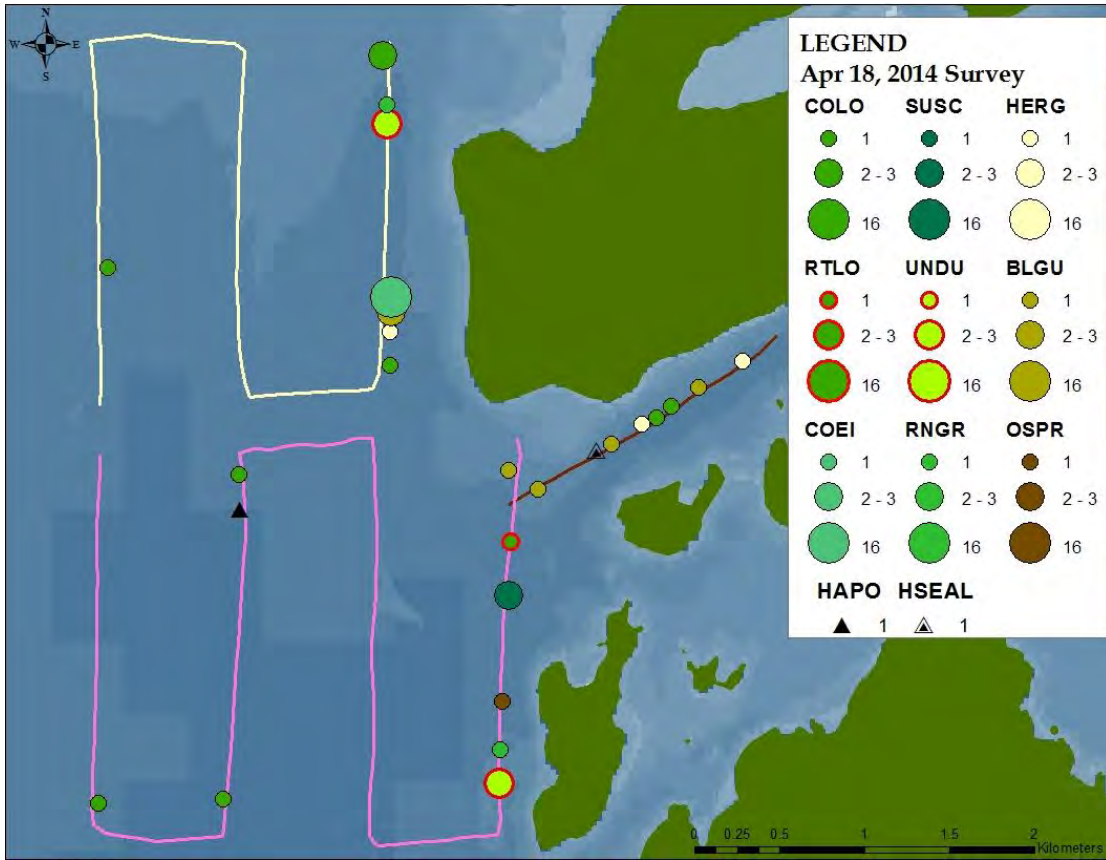 N
W E
S
LEGEND
Apr 18, 2014 Survey
COLO SUSC HERG
1 1 1
2 - 3 2 - 3 2 - 3
16 16 16
RTLO UNDU BLGU
1 1 1
2 - 3 2 - 3 2 - 3
16 16 16
COEI RNGR OSPR
1 1 1
2 - 3 2 - 3 2 - 3
16 16 16
HAPO HSEAL
1 1
0 0.25 0.5 1 1.5 2
Kilometers